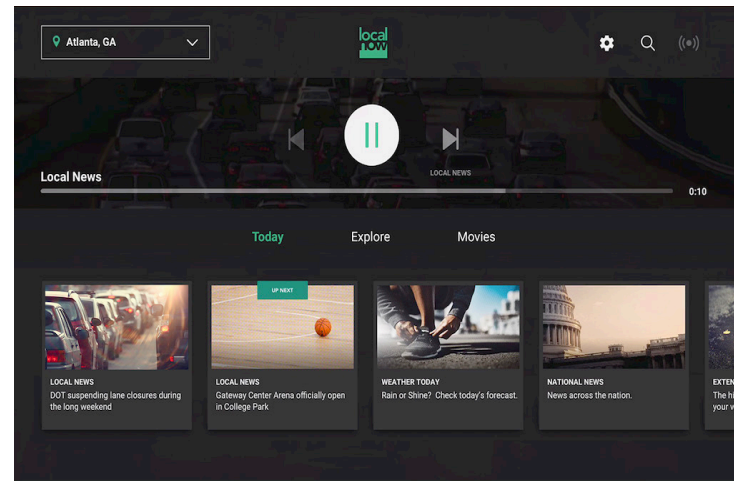 Atlanta, GA
local
now
LOCAL NEWS
Local News
0:10
Today
Explore
Movies
UP NEXT
LOCAL NEWS
DOT suspending lane closures during
the long weekend
LOCAL NEWS
Gateway Center Arena officially open
in College Park
WEATHER TODAY
Rain or Shine? Check today's forecast.
NATIONAL NEWS
News across the nation.
EXTEN
The hi
your w